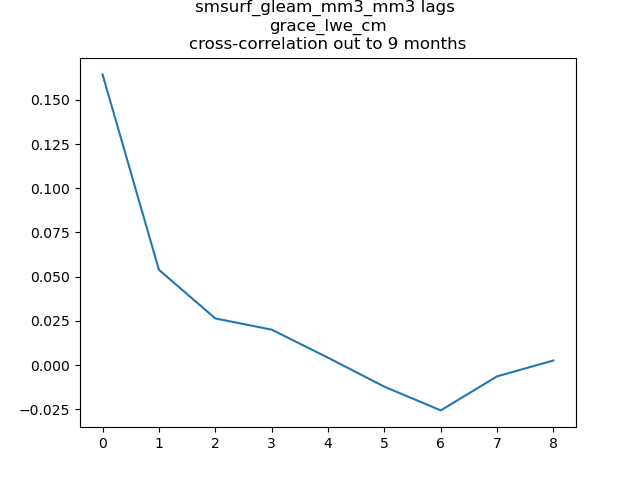 smsurf_gleam_mm3_mm3 lags
grace_lwe_cm
cross-correlation out to 9 months
0.150
0.125
0.100
0.075
0.050
0.025
0.000
−0.025
0 1 2 3 4 5 6 7 8